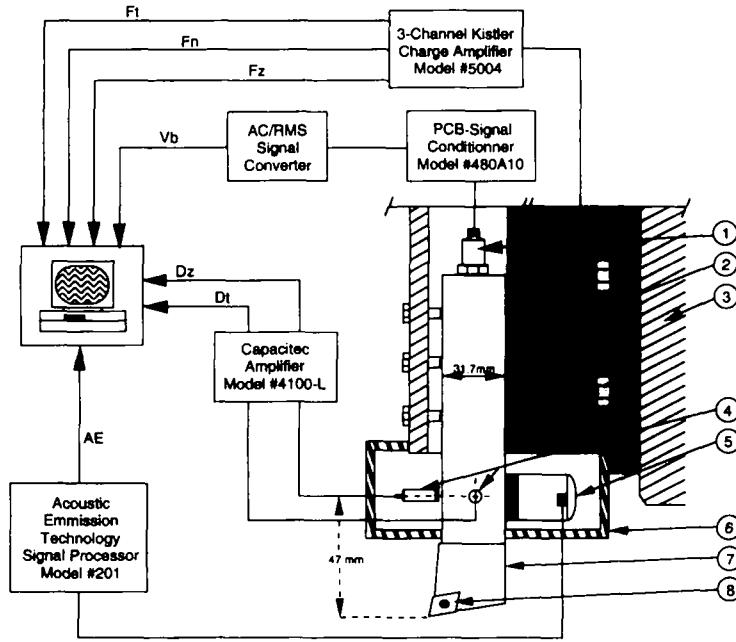 Ft
Fn
Fz
3-Channel Kistler
Charge Amplifier
Model #5004
Vb
AC/RMS
Signal
Converter
PCB-Signal
Conditionner
Model #480A10
1
2
3
Dz
Dt
Capacitec
Amplifier
Model #4100-L
31.7mm
4
5
AE
Acoustic
Emmission
Technology
Signal Processor
Model #201
47 mm
6
7
8